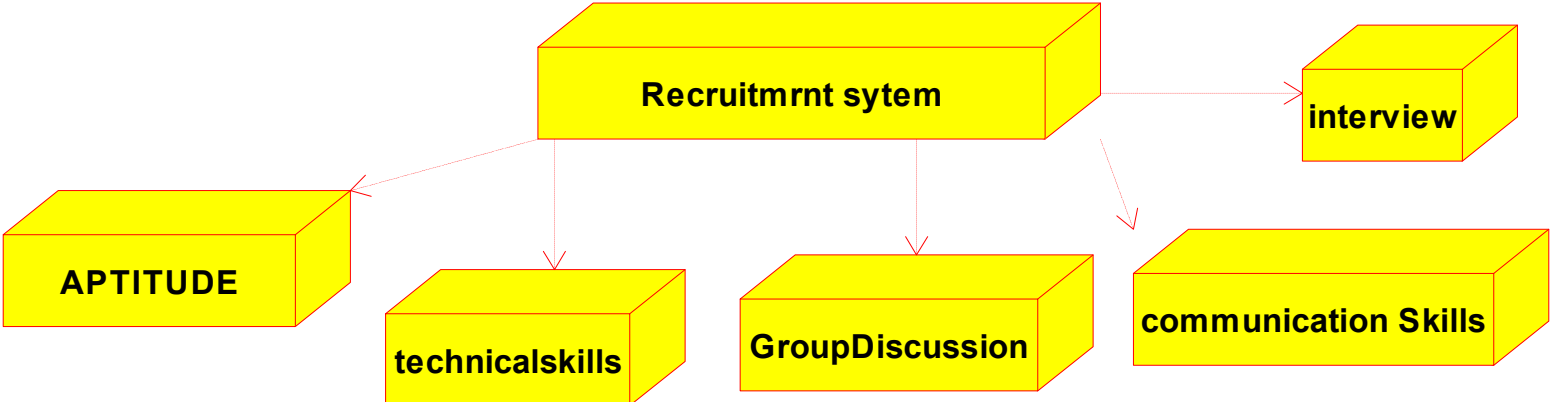 Recruitmrnt sytem
interview
APTITUDE
technicalskills
GroupDiscussion
communication Skills